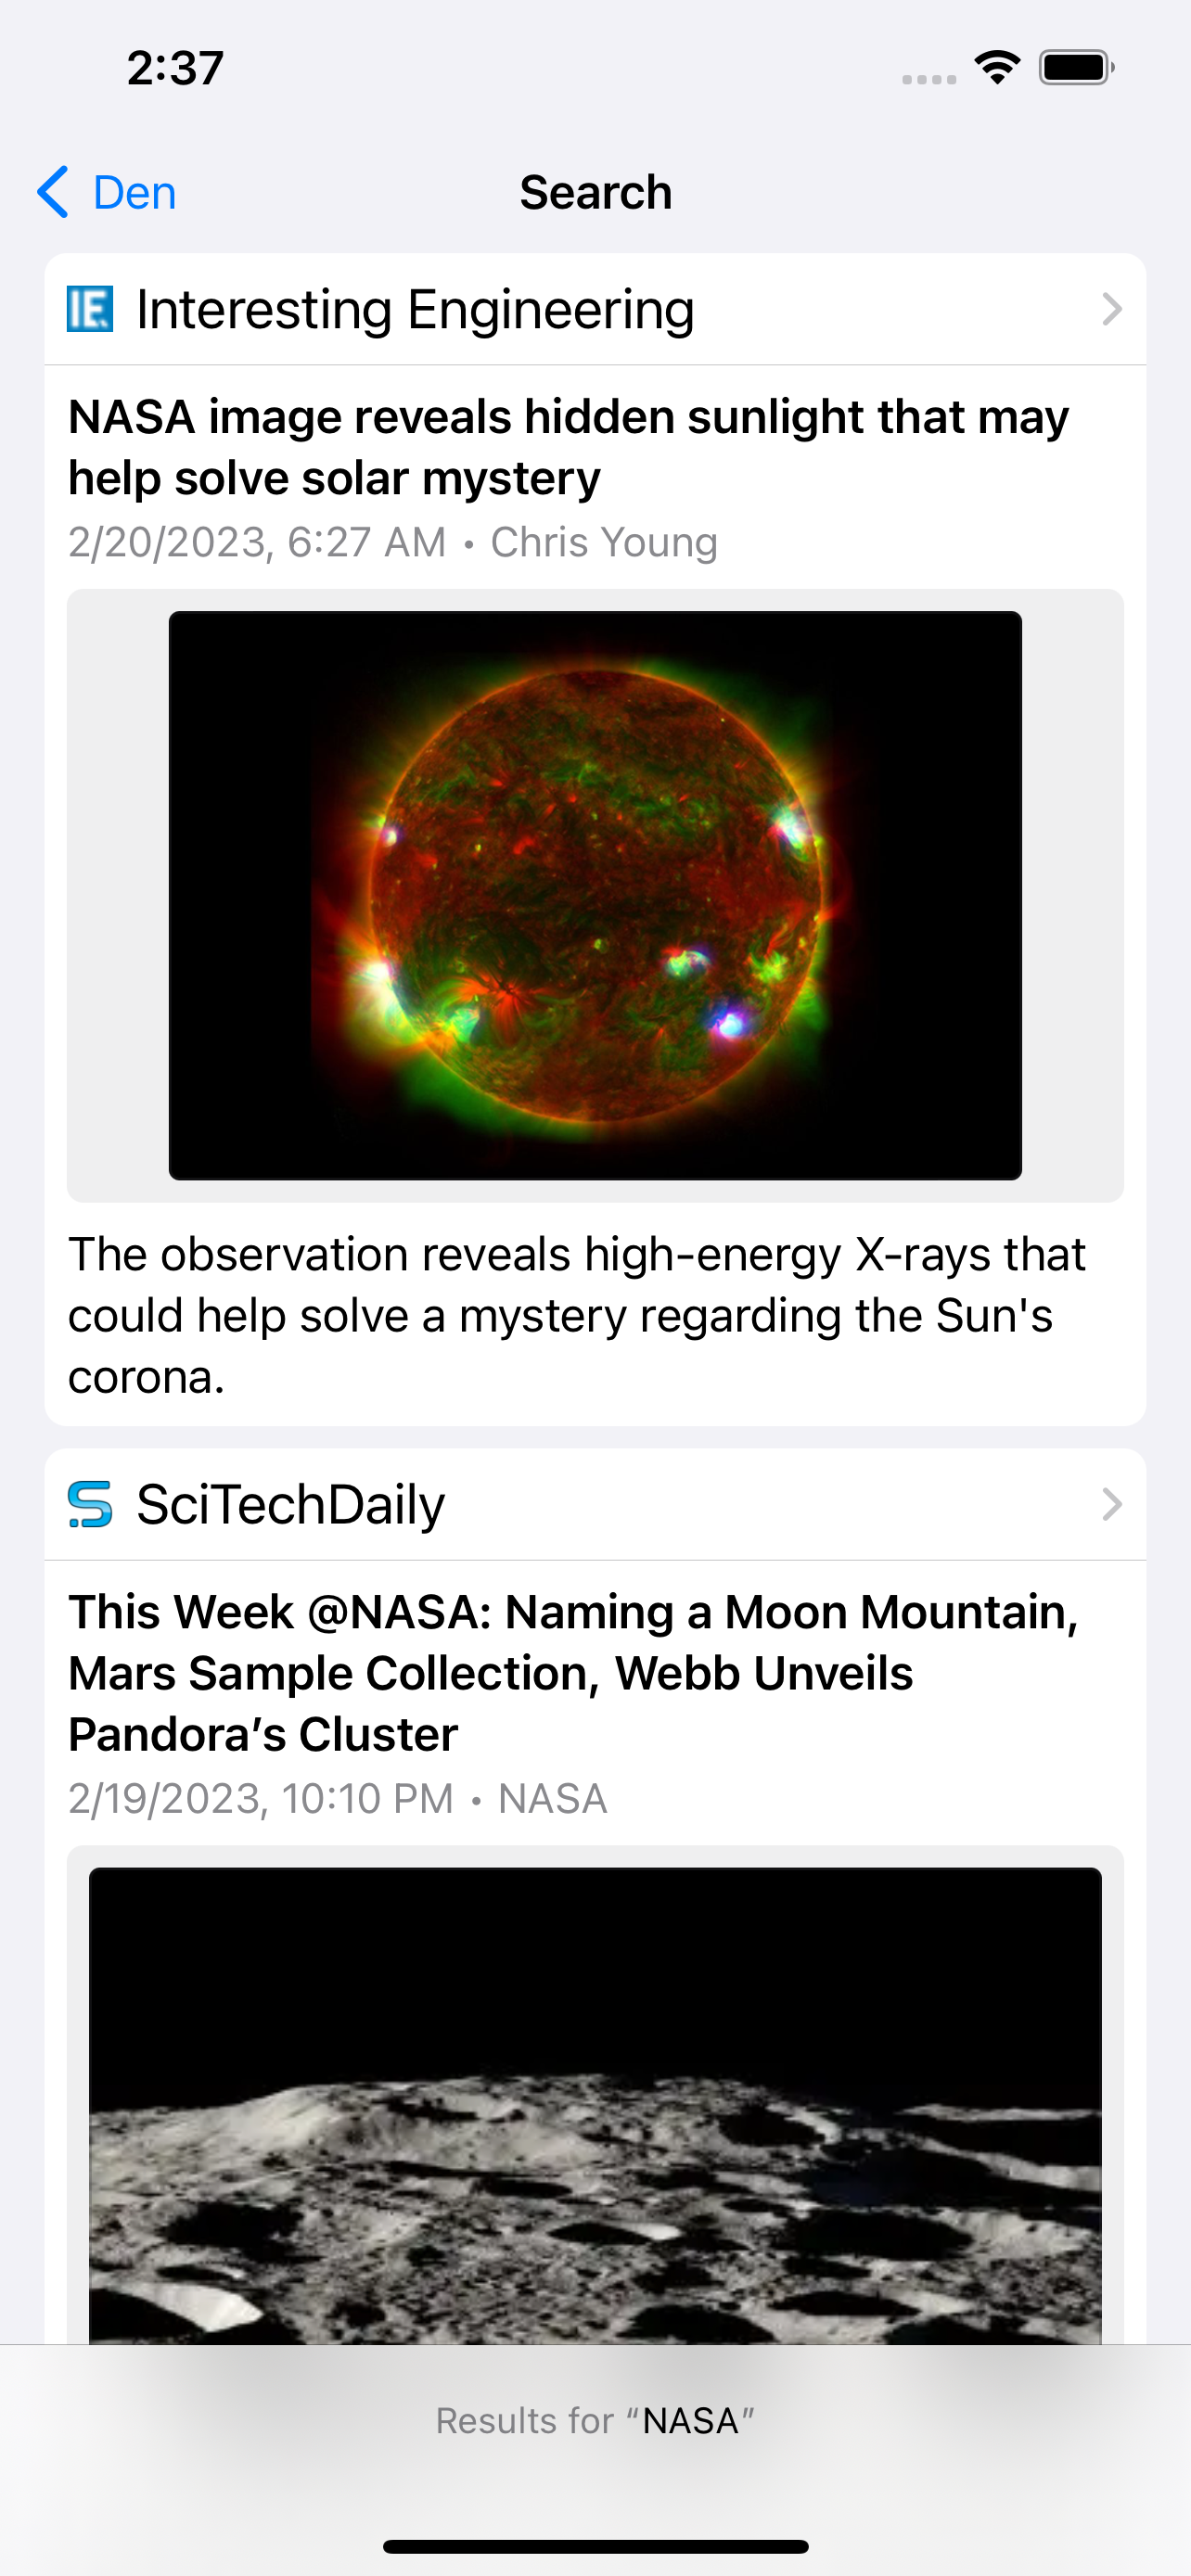 2:37
Den
Search
IE
Interesting Engineering
NASA image reveals hidden sunlight that may
help solve solar mystery
2/20/2023, 6:27 AM • Chris Young
The observation reveals high-energy X-rays that
could help solve a mystery regarding the Sun's
corona.
S
SciTechDaily
This Week @NASA: Naming a Moon Mountain,
Mars Sample Collection, Webb Unveils
Pandora’s Cluster
2/19/2023, 10:10 PM • NASA
Results for “NASA”